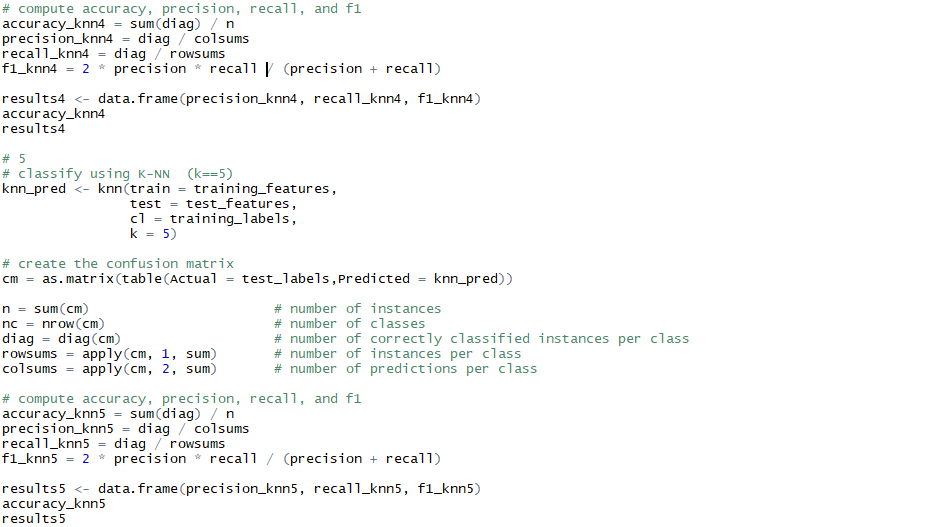 # compute accuracy, precision, recall, and f1
accuracy_knn4 = sum(diag) / n
precision_knn4 = diag / colsums
recall_knn4 = diag / rowsums
f1_knn4 = 2 * precision * recall / (precision + recall)
results4 <- data.frame(precision_knn4, recall_knn4, f1_knn4)
accuracy_knn4
results4
# 5
# classify using K-NN  (k==5)
knn_pred <- knn(train = training_features,
                test = test_features,
                cl = training_labels,
                k = 5)
# create the confusion matrix
cm = as.matrix(table(Actual = test_labels,Predicted = knn_pred))
n = sum(cm)                       # number of instances
nc = nrow(cm)                     # number of classes
diag = diag(cm)                   # number of correctly classified instances per class
rowsums = apply(cm, 1, sum)       # number of instances per class
colsums = apply(cm, 2, sum)       # number of predictions per class
# compute accuracy, precision, recall, and f1
accuracy_knn5 = sum(diag) / n
precision_knn5 = diag / colsums
recall_knn5 = diag / rowsums
f1_knn5 = 2 * precision * recall / (precision + recall)
results5 <- data.frame(precision_knn5, recall_knn5, f1_knn5)
accuracy_knn5
results5